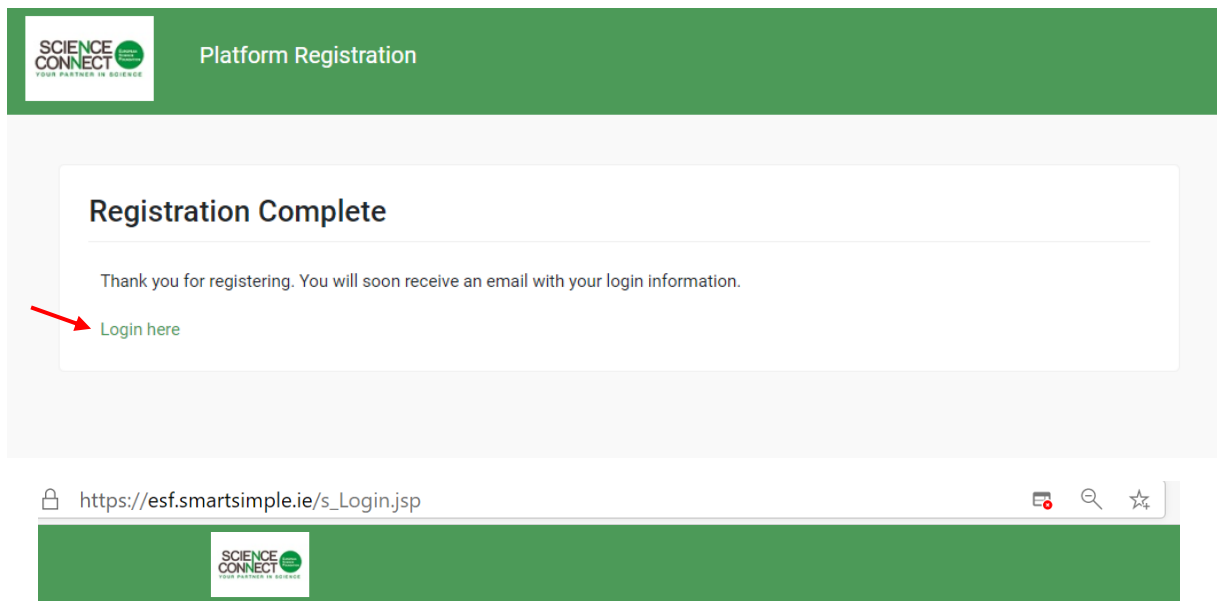 SCIENCE
CONNECT
YOUR PARTNER IN SCIENCE
Platform Registration
Registration Complete
Thank you for registering. You will soon receive an email with your login information.
Login here
https://esf.smartsimple.ie/s_Login.jsp
SCIENCE
CONNECT
YOUR PARTNER IN SCIENCE